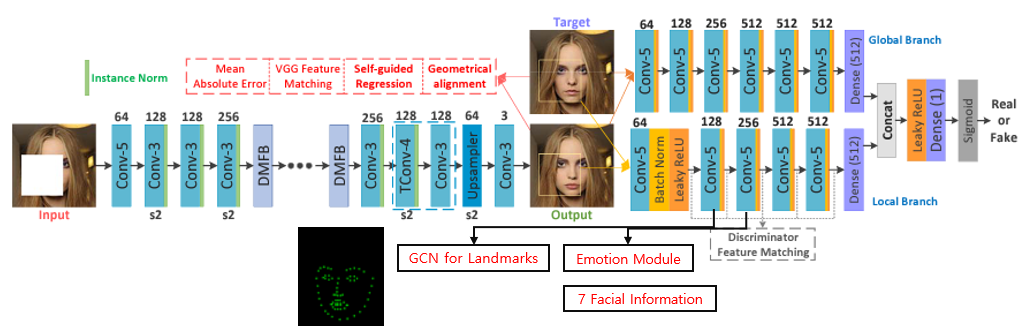 Target
64 128 256 512 512 512
Global Branch
Conv-5 Conv-5 Conv-5 Conv-5 Conv-5 Conv-5 Dense (512)
Instance Norm
Mean Absolute Error
VGG Feature Matching
Self-guided Regression
Geometrical alignment
64 128 128 256
Conv-5 Conv-3 Conv-3 Conv-3 DMFB
s2 s2
DMFB
256 128 128 64 3
Conv-3 TConv-4 Conv-3 Upsampler Conv-3
s2 s2
Input
Output
64 128 256 512 512
Conv-5 Batch Norm Leaky ReLU Conv-5 Conv-5 Conv-5 Conv-5 Dense (512)
Local Branch
Concat
Leaky ReLU
Dense (1)
Sigmoid
Real
or
Fake
Discriminator
Feature Matching
GCN for Landmarks
Emotion Module
7 Facial Information